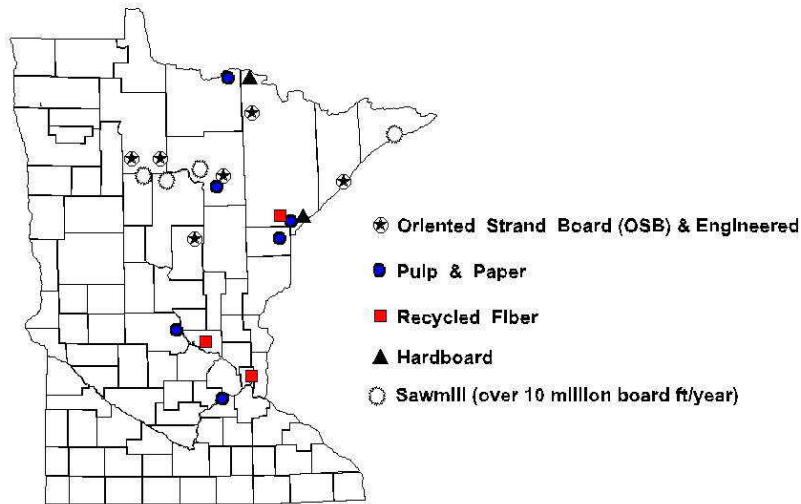 Oriented Strand Board (OSB) & Engineered
Pulp & Paper
Recycled Fiber
Hardboard
Sawmill (over 10 million board ft/year)